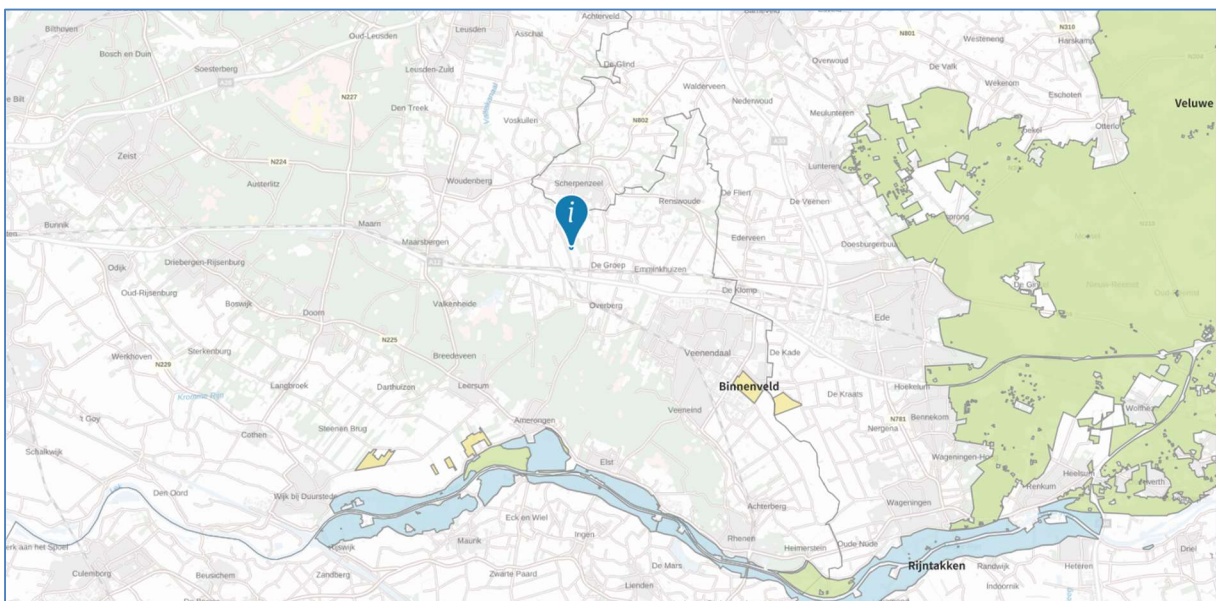 Achterveld
N310
Bilthoven
Leusden
Asschat
Oud-Leusden
N801
Westeneng
Harskamp
Bosch en Duin
De Valk
Overwoud
De Glind
Soesterberg
Leusden-Zuid
Wekerom
Walderveen
Eschoten
De Bilt
N227
Den Treek
Nederwoud
Veluwe
Voskuilen
N802
Meulunteren
Otterlo
Zeist
N224
Lunteren
Woudenberg
Scherpenzeel
Austerlitz
De Fliert
Renswoude
De Veenen
i
Bunnik
Maarn
Maarsbergen
Ederveen
Doesburgerbuurt
Driebergen-Rijsenburg
De Groep
Emminkhuizen
Odijk
De Klomp
Oud-Rijsenburg
Valkenheide
Boswijk
Overberg
Doorn
Ede
N225
Sterkenburg
Breedeveen
Veenendaal
De Kade
Werkhoven
N229
Langbroek
Darthuizen
Leersum
Binnenveld
Hoekelum
De Kraats
't Goy
Kromme Rijn
Vemeind
Wolfheze
Amerongen
N781
Bennekom
Steenen Brug
Nergena
Cothen
Schalkwijk
Elst
Den Oord
Wijk bij Duurstede
Heelsum
Renkum
Wageningen
Eck en Wiel
Achterberg
Maurik
Ingen
Rhenen
Heimerstein
Oude Nude
Rijswijk
Driel
Culemborg
Zandberg
De Mars
Rijntakken
Randwijk
Heteren
Beusichem
Zwarte Paard
Lienden
Indoornik